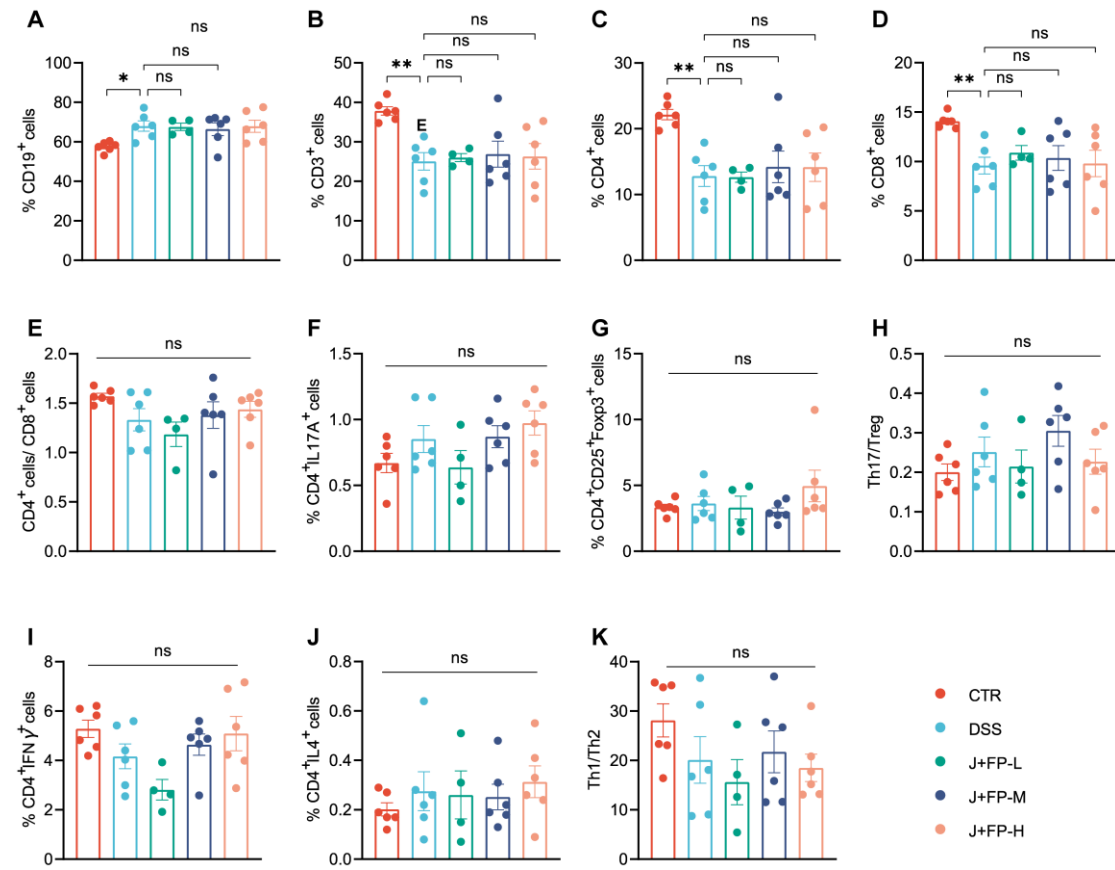 A
B
C
D
ns
ns
ns
*
ns
% CD19+ cells
100
80
60
40
20
0
ns
ns
**
ns
E
% CD3+ cells
50
40
30
20
10
0
ns
ns
**
ns
% CD4+ cells
30
20
10
0
ns
ns
**
ns
% CD8+ cells
20
15
10
5
0
E
F
G
H
ns
CD4+ cells/ CD8+ cells
2.0
1.5
1.0
0.5
0.0
ns
% CD4+IL17A+ cells
1.5
1.0
0.5
0.0
ns
% CD4+CD25+Foxp3+ cells
15
10
5
0
ns
Th17/Treg
0.5
0.4
0.3
0.2
0.1
0.0
I
J
K
ns
% CD4+IFNγ+ cells
8
6
4
2
0
ns
% CD4+IL4+ cells
0.8
0.6
0.4
0.2
0.0
ns
Th1/Th2
40
30
20
10
0
CTR
DSS
J+FP-L
J+FP-M
J+FP-H